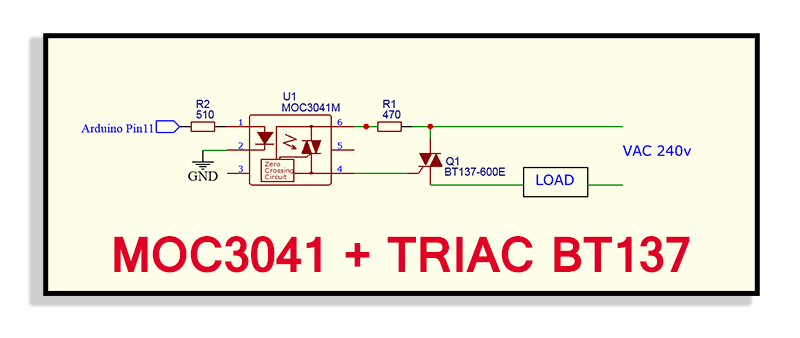 U1
MOC3041M
R2
510
R1
470
Arduino Pin11
1
6
2
5
3
4
GND
Zero
Crossing
Circuit
Q1
BT137-600E
VAC 240v
LOAD
MOC3041 + TRIAC BT137